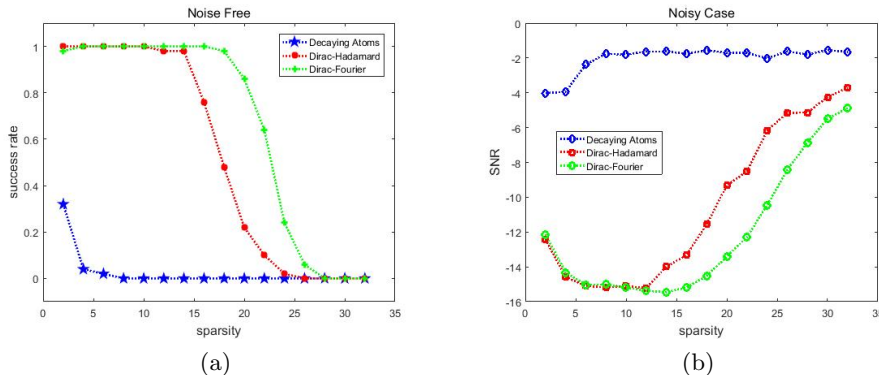 Noise Free
success rate
1
0.8
0.6
0.4
0.2
0
Decaying Atoms
Dirac-Hadamard
Dirac-Fourier
0 5 10 15 20 25 30 35
sparsity
(a)
Noisy Case
SNR
-0
-2
-4
-6
-8
-10
-12
-14
-16
Decaying Atoms
Dirac-Hadamard
Dirac-Fourier
0 5 10 15 20 25 30 35
sparsity
(b)